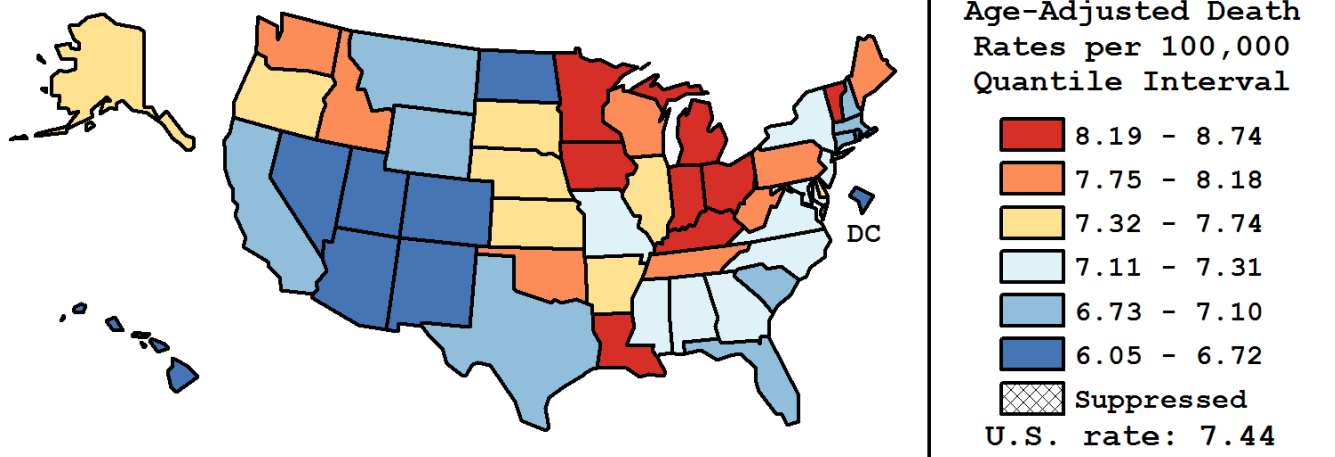 Age-Adjusted Death
Rates per 100,000
Quantile Interval
8.19 - 8.74
7.75 - 8.18
7.32 - 7.74
7.11 - 7.31
6.73 - 7.10
6.05 - 6.72
Suppressed
U.S. rate: 7.44
DC